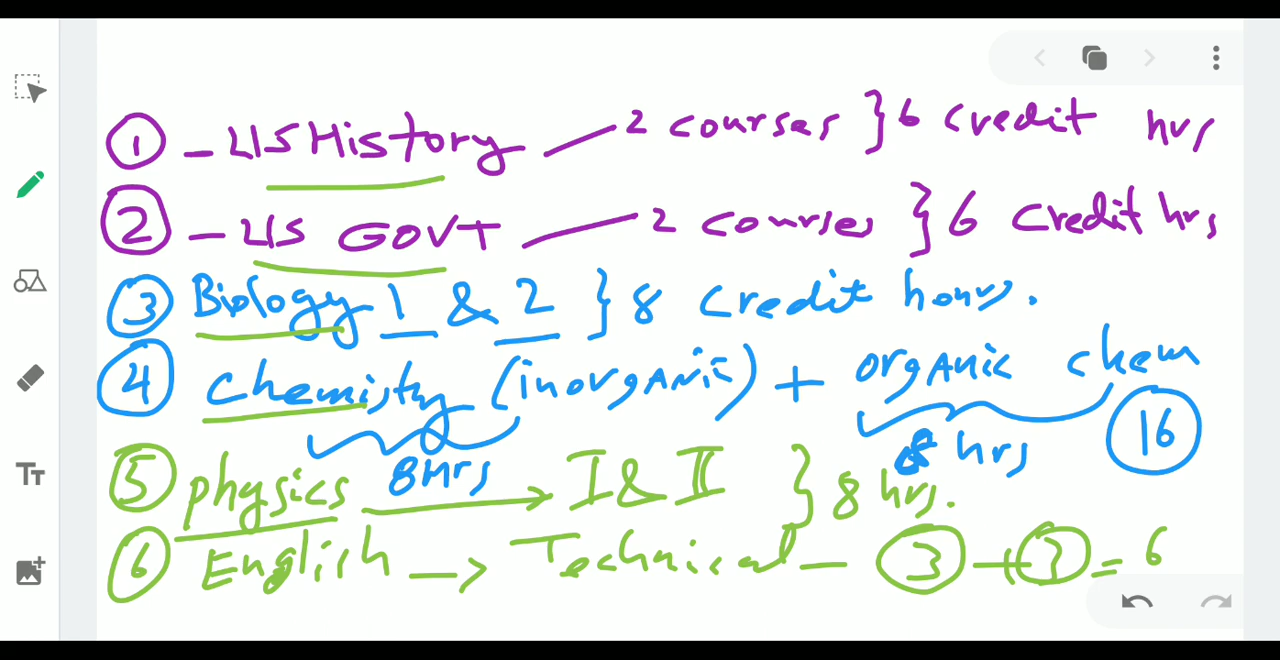 1 - US History — 2 courses } 6 credit hrs
2 - US GOVT — 2 courses } 6 credit hrs
3 Biology 1 & 2 } 8 credit hours.
4 chemistry (inorganic) + organic chem
8 Hrs 8 hrs 16
5 physics → I & II } 8 hrs.
6 English → Technical — 3 + 3 = 6
TT